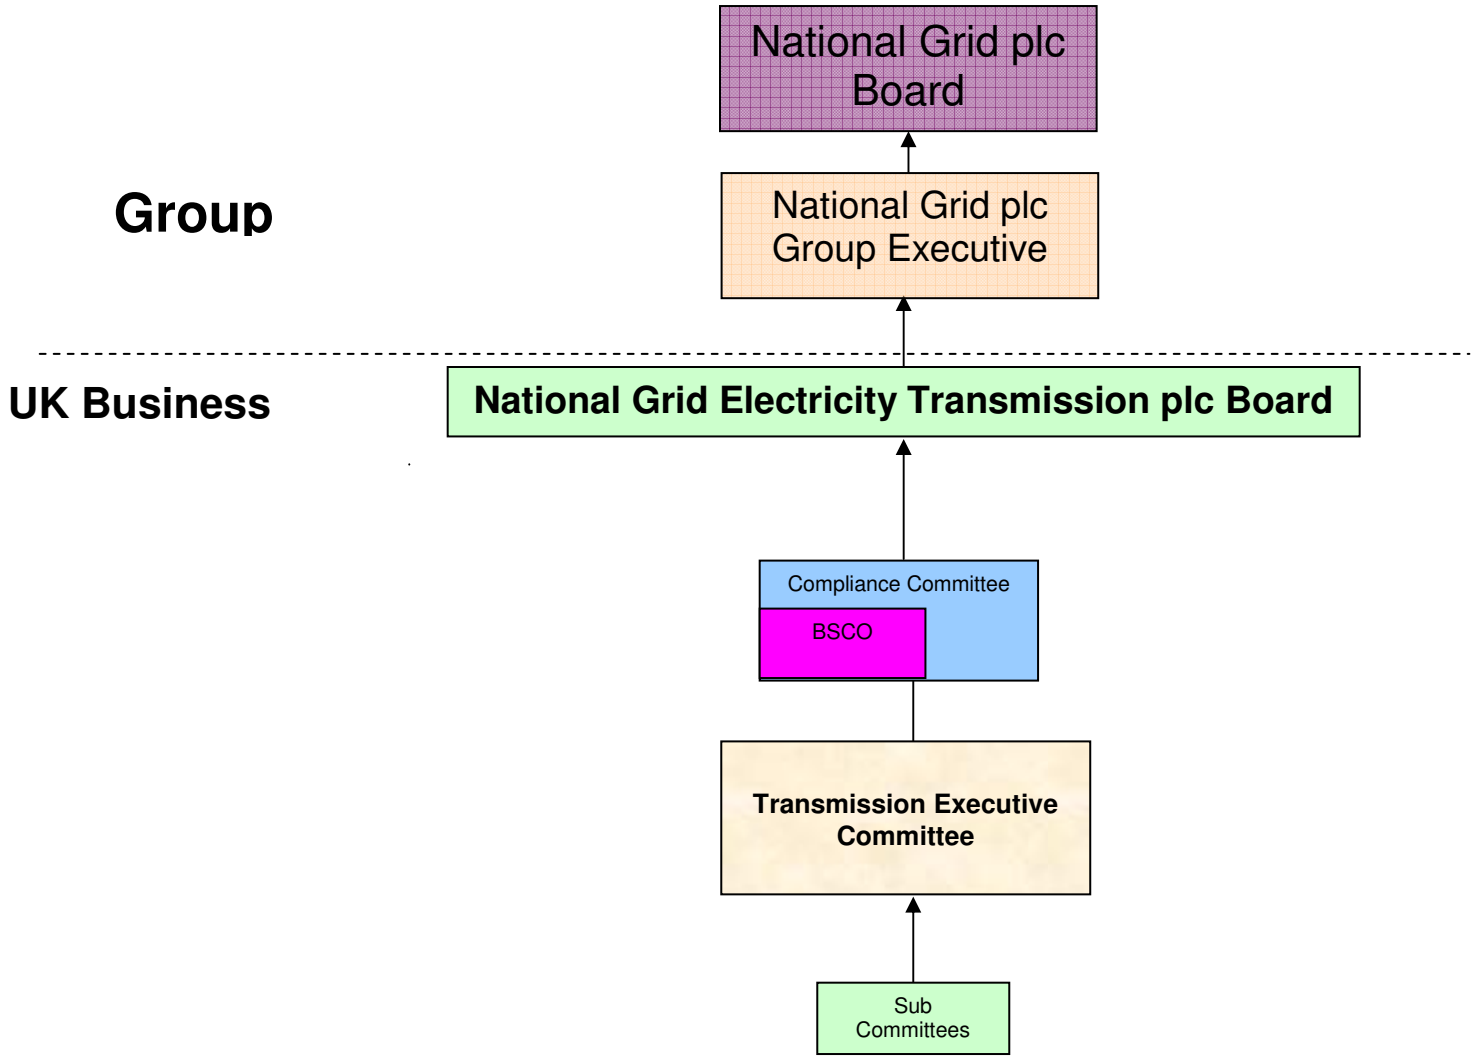 National Grid plc
Board
Group
National Grid plc
Group Executive
UK Business
National Grid Electricity Transmission plc Board
Compliance Committee
BSCO
Transmission Executive
Committee
Sub
Committees